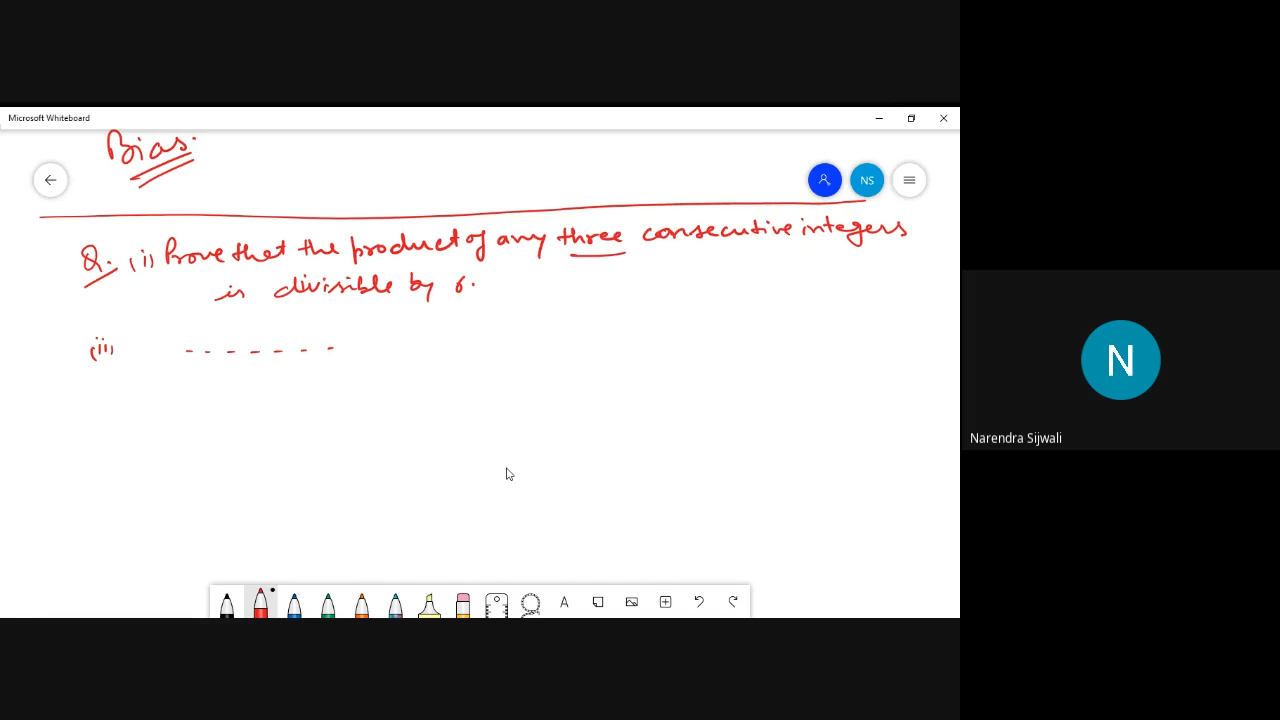 Microsoft Whiteboard
Bias.
NS
Q. (i) Prove that the product of any three consecutive integers
is divisible by 6.
(ii) - - - - - - -
A
N
Narendra Sijwali